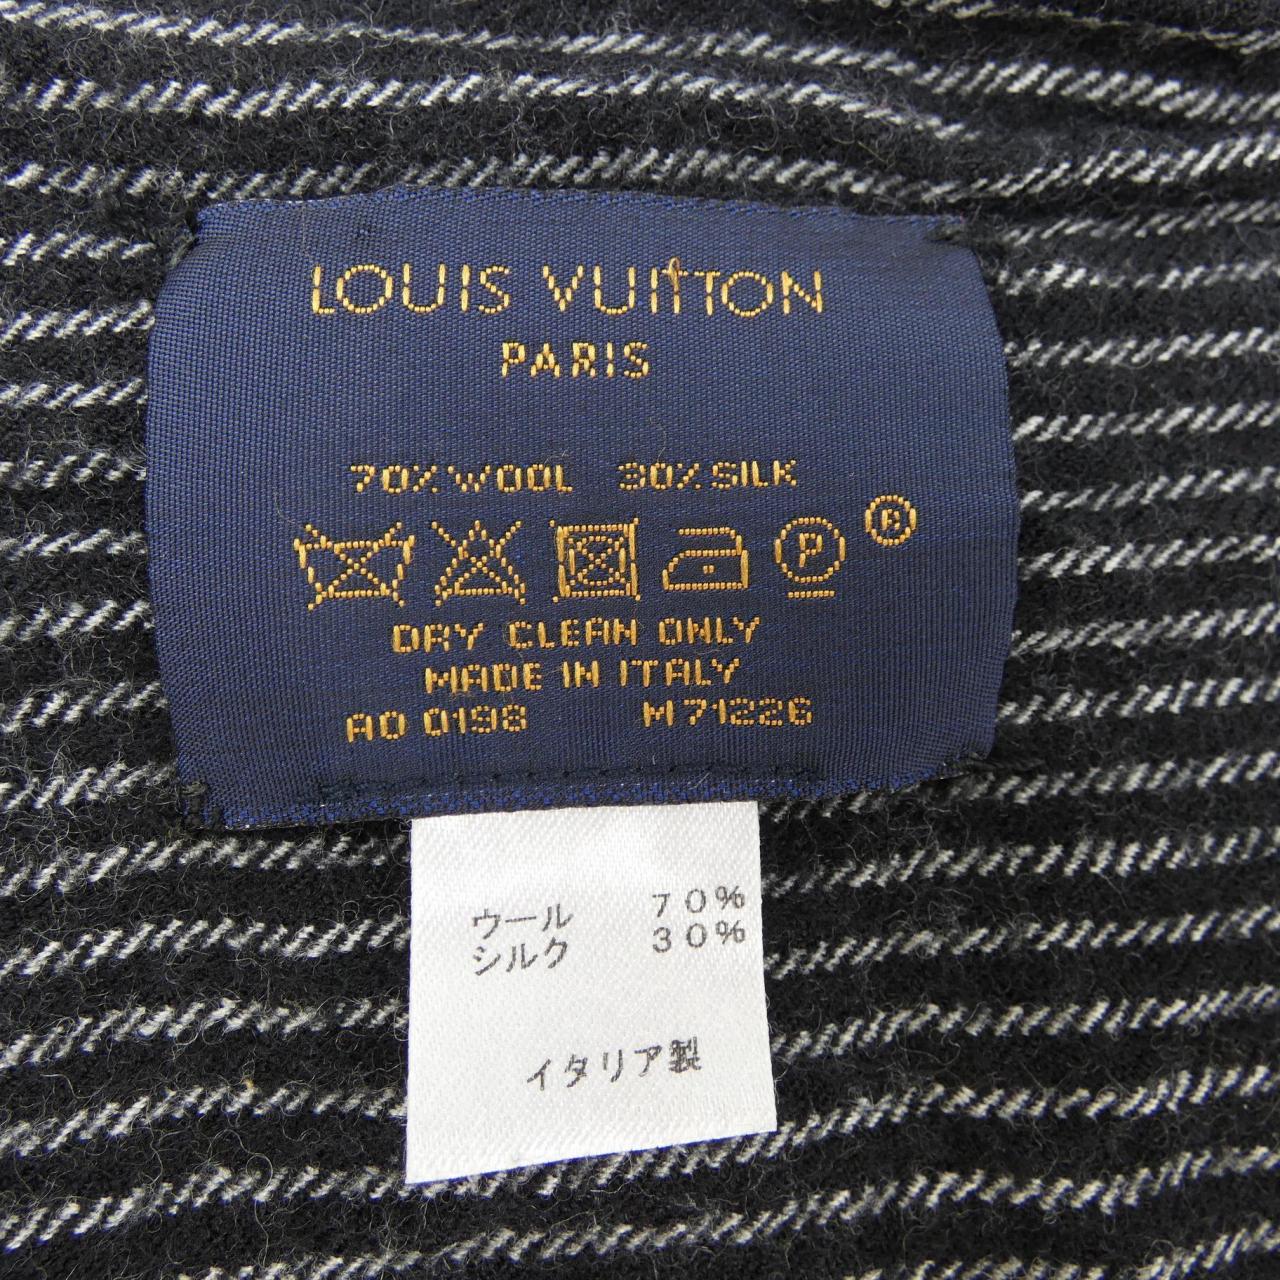 LOUIS VUITTON
PARIS
70% WOOL 30% SILK
P ®
DRY CLEAN ONLY
MADE IN ITALY
AO 0198 M71226
ウール 70%
シルク 30%
イタリア製